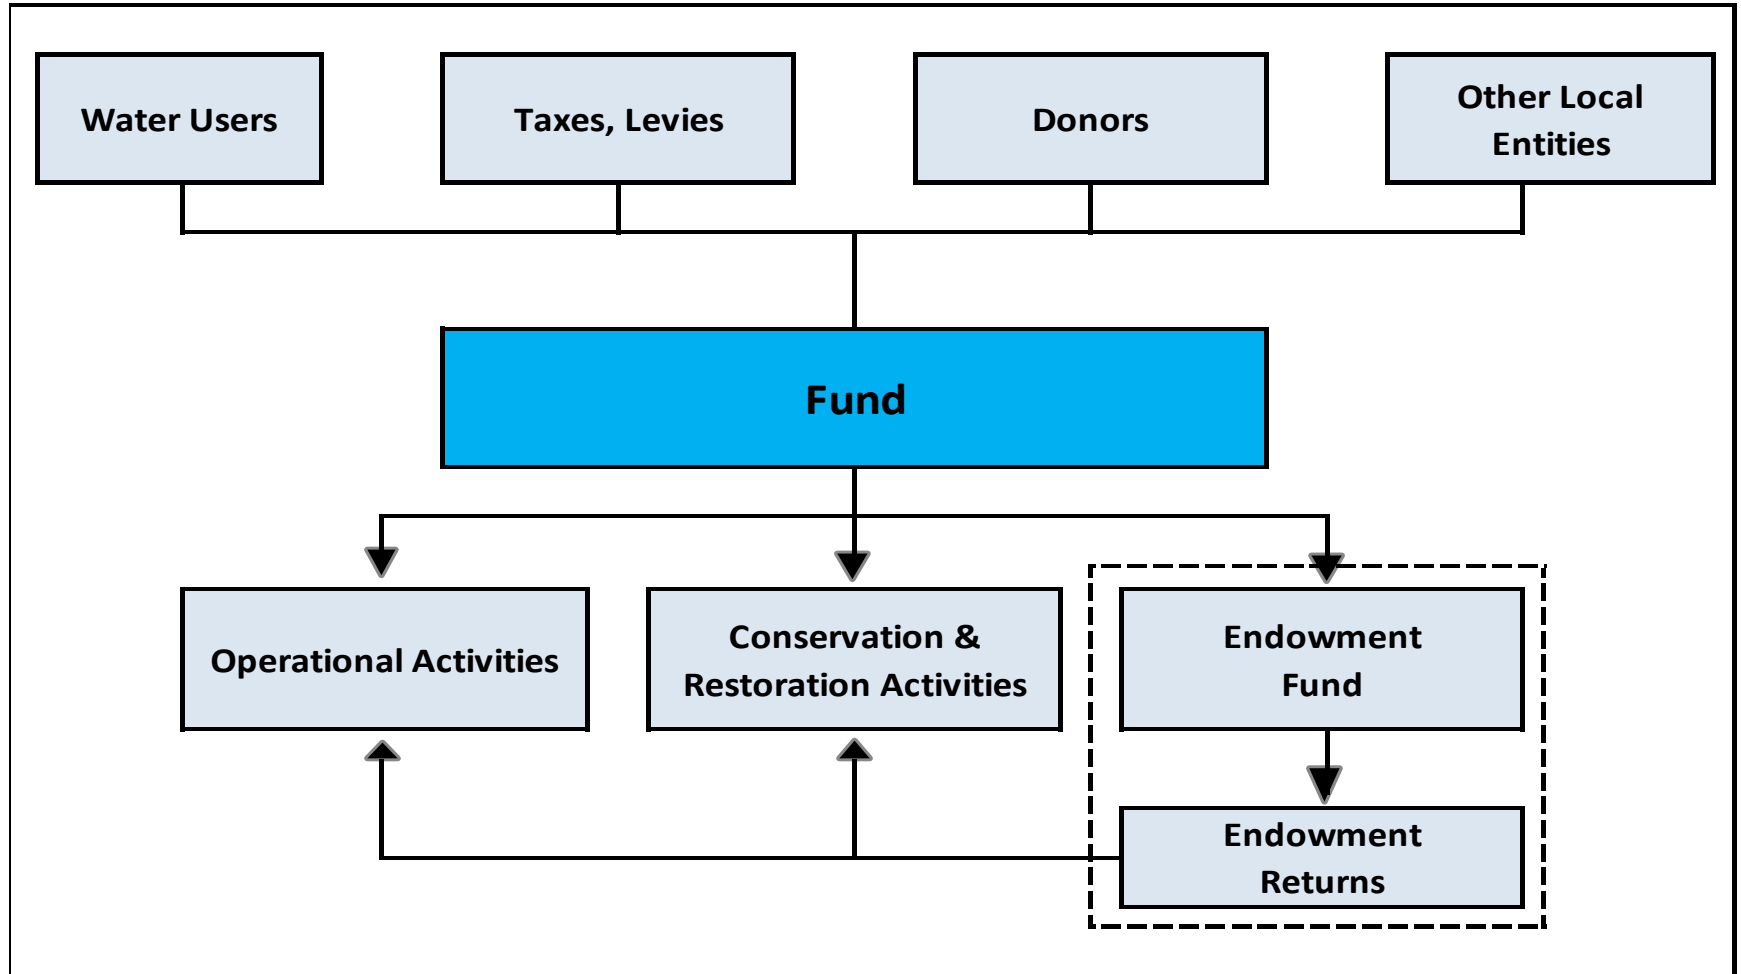 Water Users
Taxes, Levies
Donors
Other Local
Entities
Fund
Operational Activities
Conservation &
Restoration Activities
Endowment
Fund
Endowment
Returns